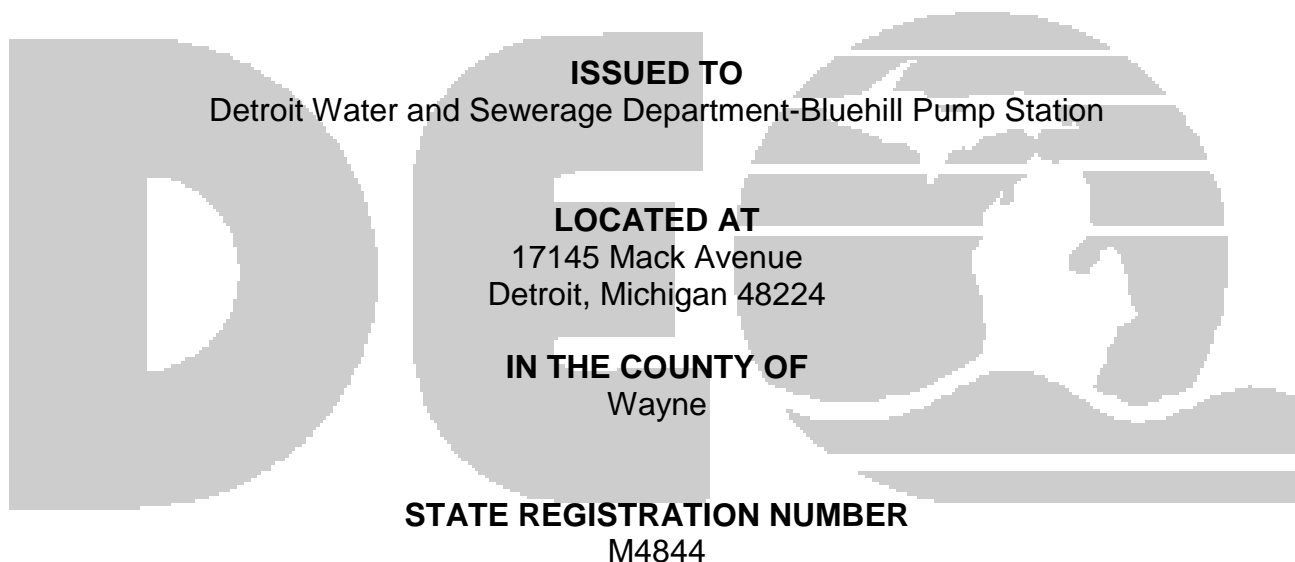 DEQ
ISSUED TO
Detroit Water and Sewerage Department-Bluehill Pump Station
LOCATED AT
17145 Mack Avenue
Detroit, Michigan 48224
IN THE COUNTY OF
Wayne
STATE REGISTRATION NUMBER
M4844